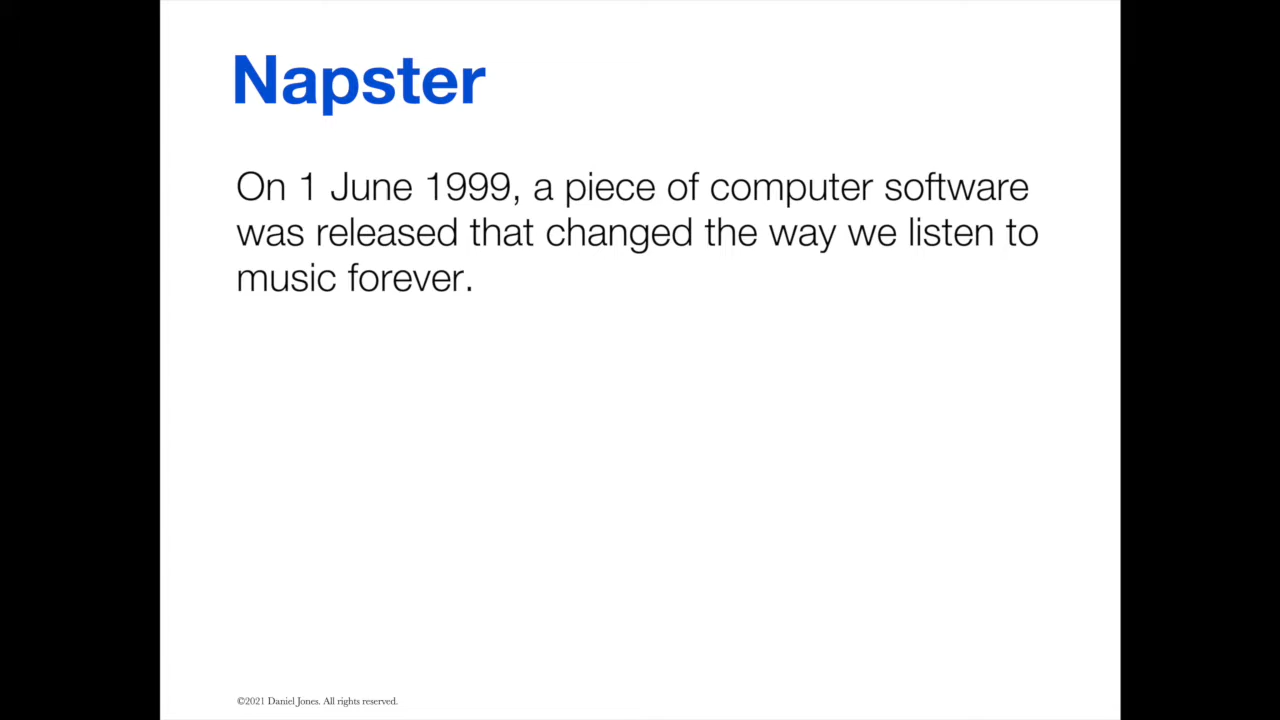 Napster
On 1 June 1999, a piece of computer software
was released that changed the way we listen to
music forever.
©2021 Daniel Jones. All rights reserved.